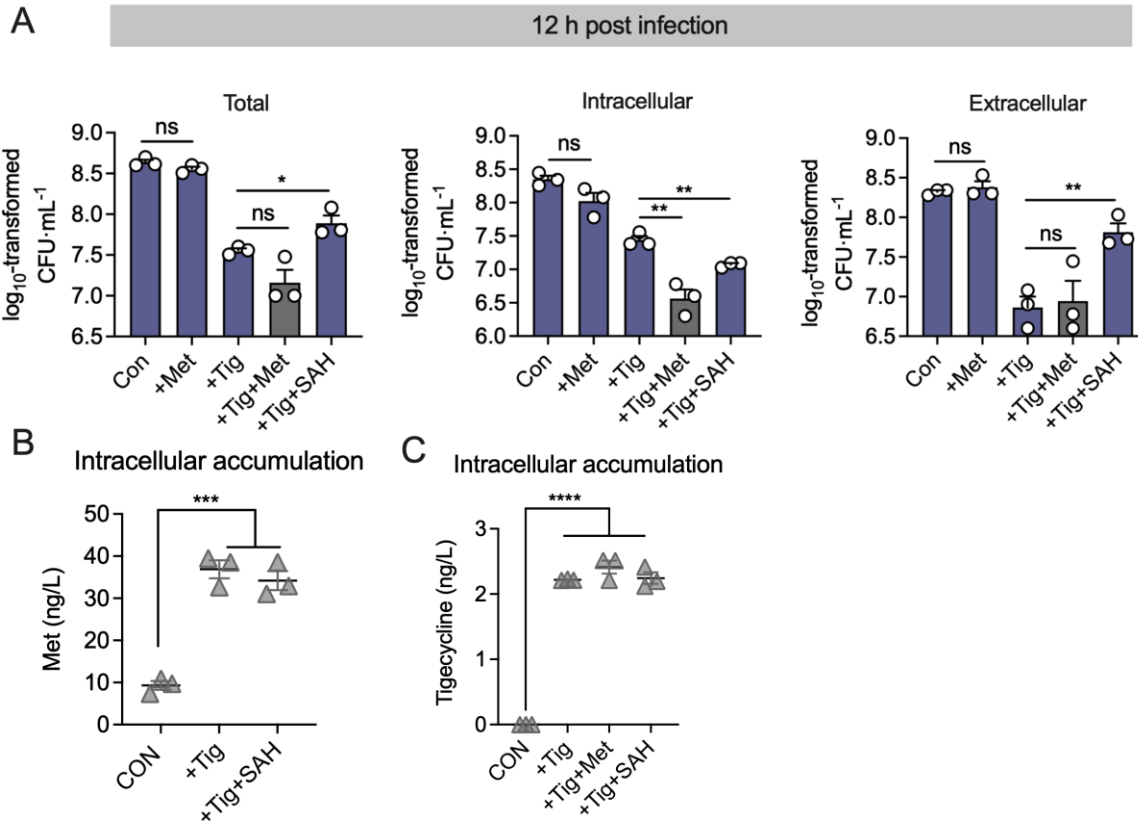 A
12 h post infection
Total
log10-transformed
CFU·mL-1
9.0
8.5
8.0
7.5
7.0
6.5
ns
*
ns
Con
+Met
+Tig
+Tig+Met
+Tig+SAH
Intracellular
log10-transformed
CFU·mL-1
9.0
8.5
8.0
7.5
7.0
6.5
6.0
ns
**
**
Con
+Met
+Tig
+Tig+Met
+Tig+SAH
Extracellular
log10-transformed
CFU·mL-1
9.0
8.5
8.0
7.5
7.0
6.5
ns
**
ns
Con
+Met
+Tig
+Tig+Met
+Tig+SAH
B
Intracellular accumulation
Met (ng/L)
50
40
30
20
10
0
***
CON
+Tig
+Tig+SAH
C
Intracellular accumulation
Tigecycline (ng/L)
3
2
1
0
****
CON
+Tig
+Tig+Met
+Tig+SAH